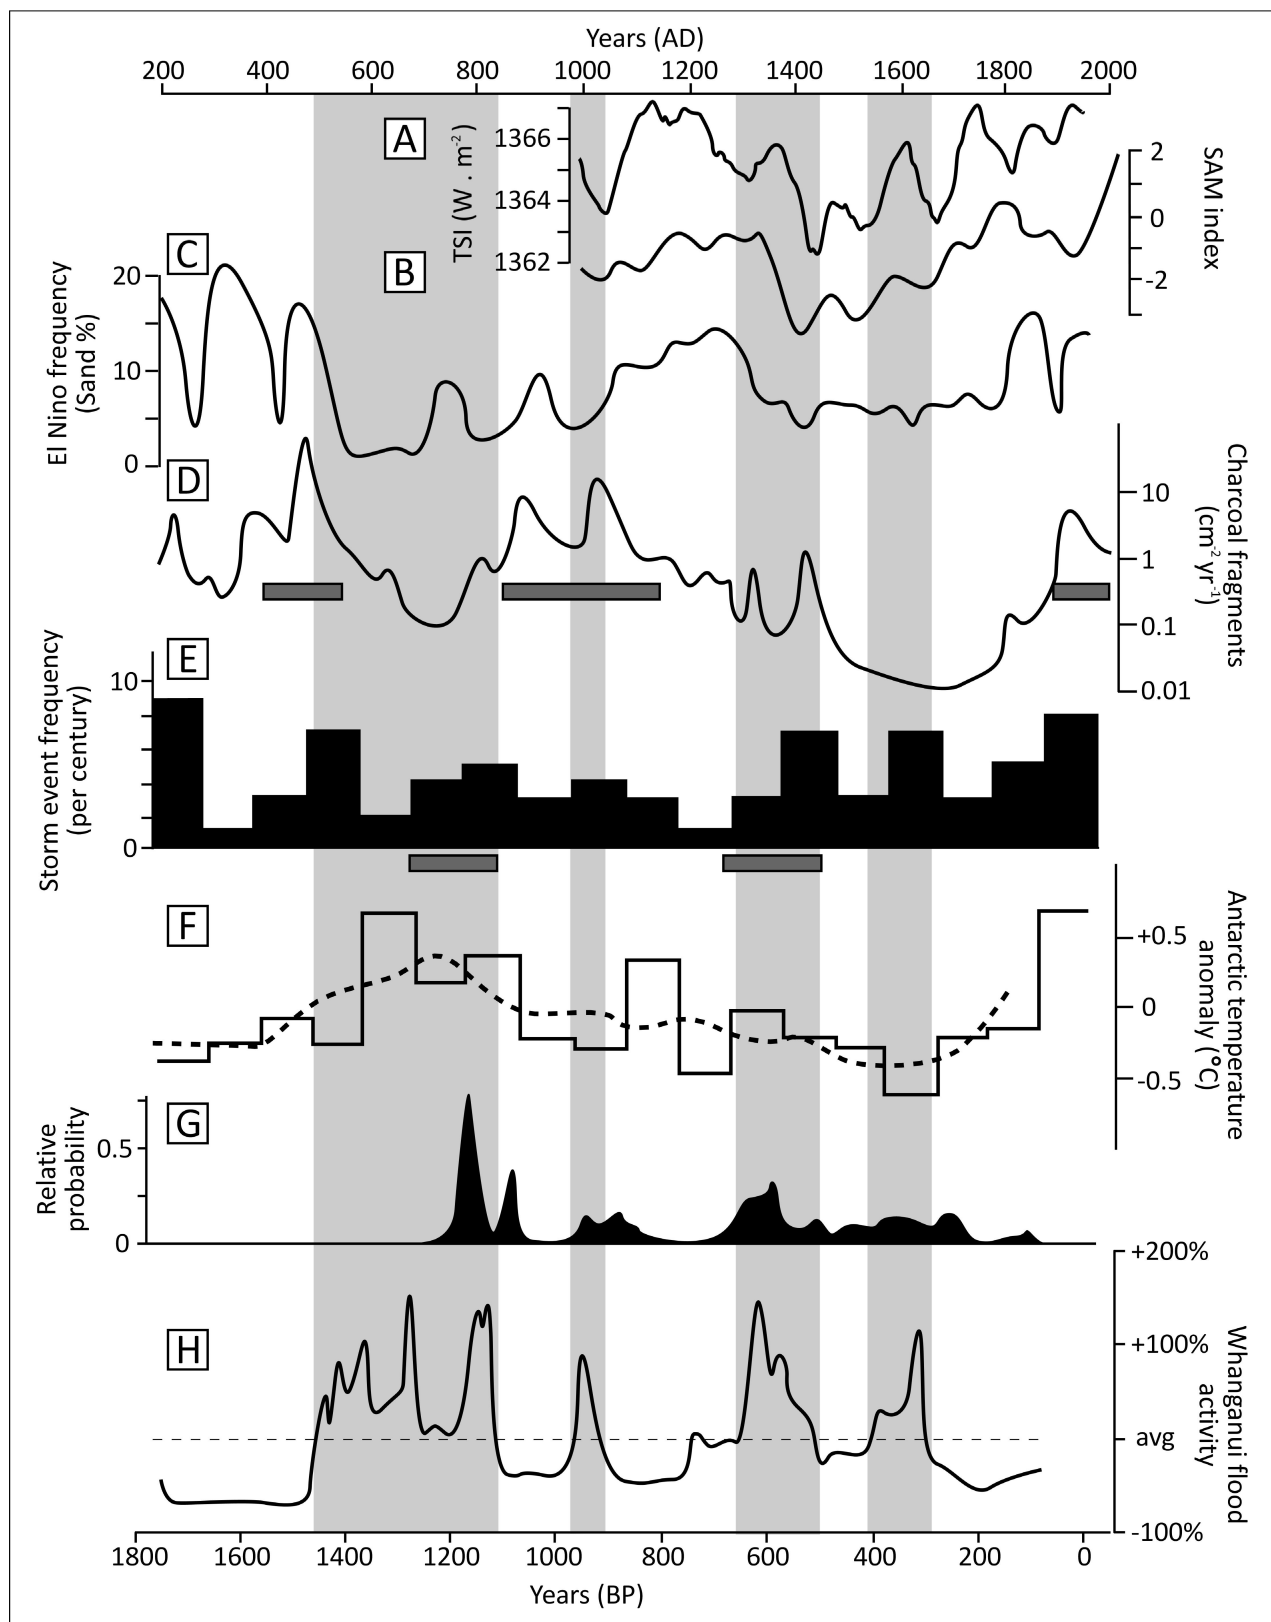 Years (AD)
200 400 600 800 1000 1200 1400 1600 1800 2000
A
TSI (W . m-2)
1366
1364
1362
2
0
-2
SAM index
B
C
El Nino frequency
(Sand %)
20
10
0
D
10
1
0.1
0.01
Charcoal fragments
(cm-2 yr-1)
E
Storm event frequency
(per century)
10
0
F
+0.5
0
-0.5
Antarctic temperature
anomaly (°C)
G
Relative
probability
0.5
0
H
+200%
+100%
avg
-100%
Whanganui flood
activity
1800 1600 1400 1200 1000 800 600 400 200 0
Years (BP)